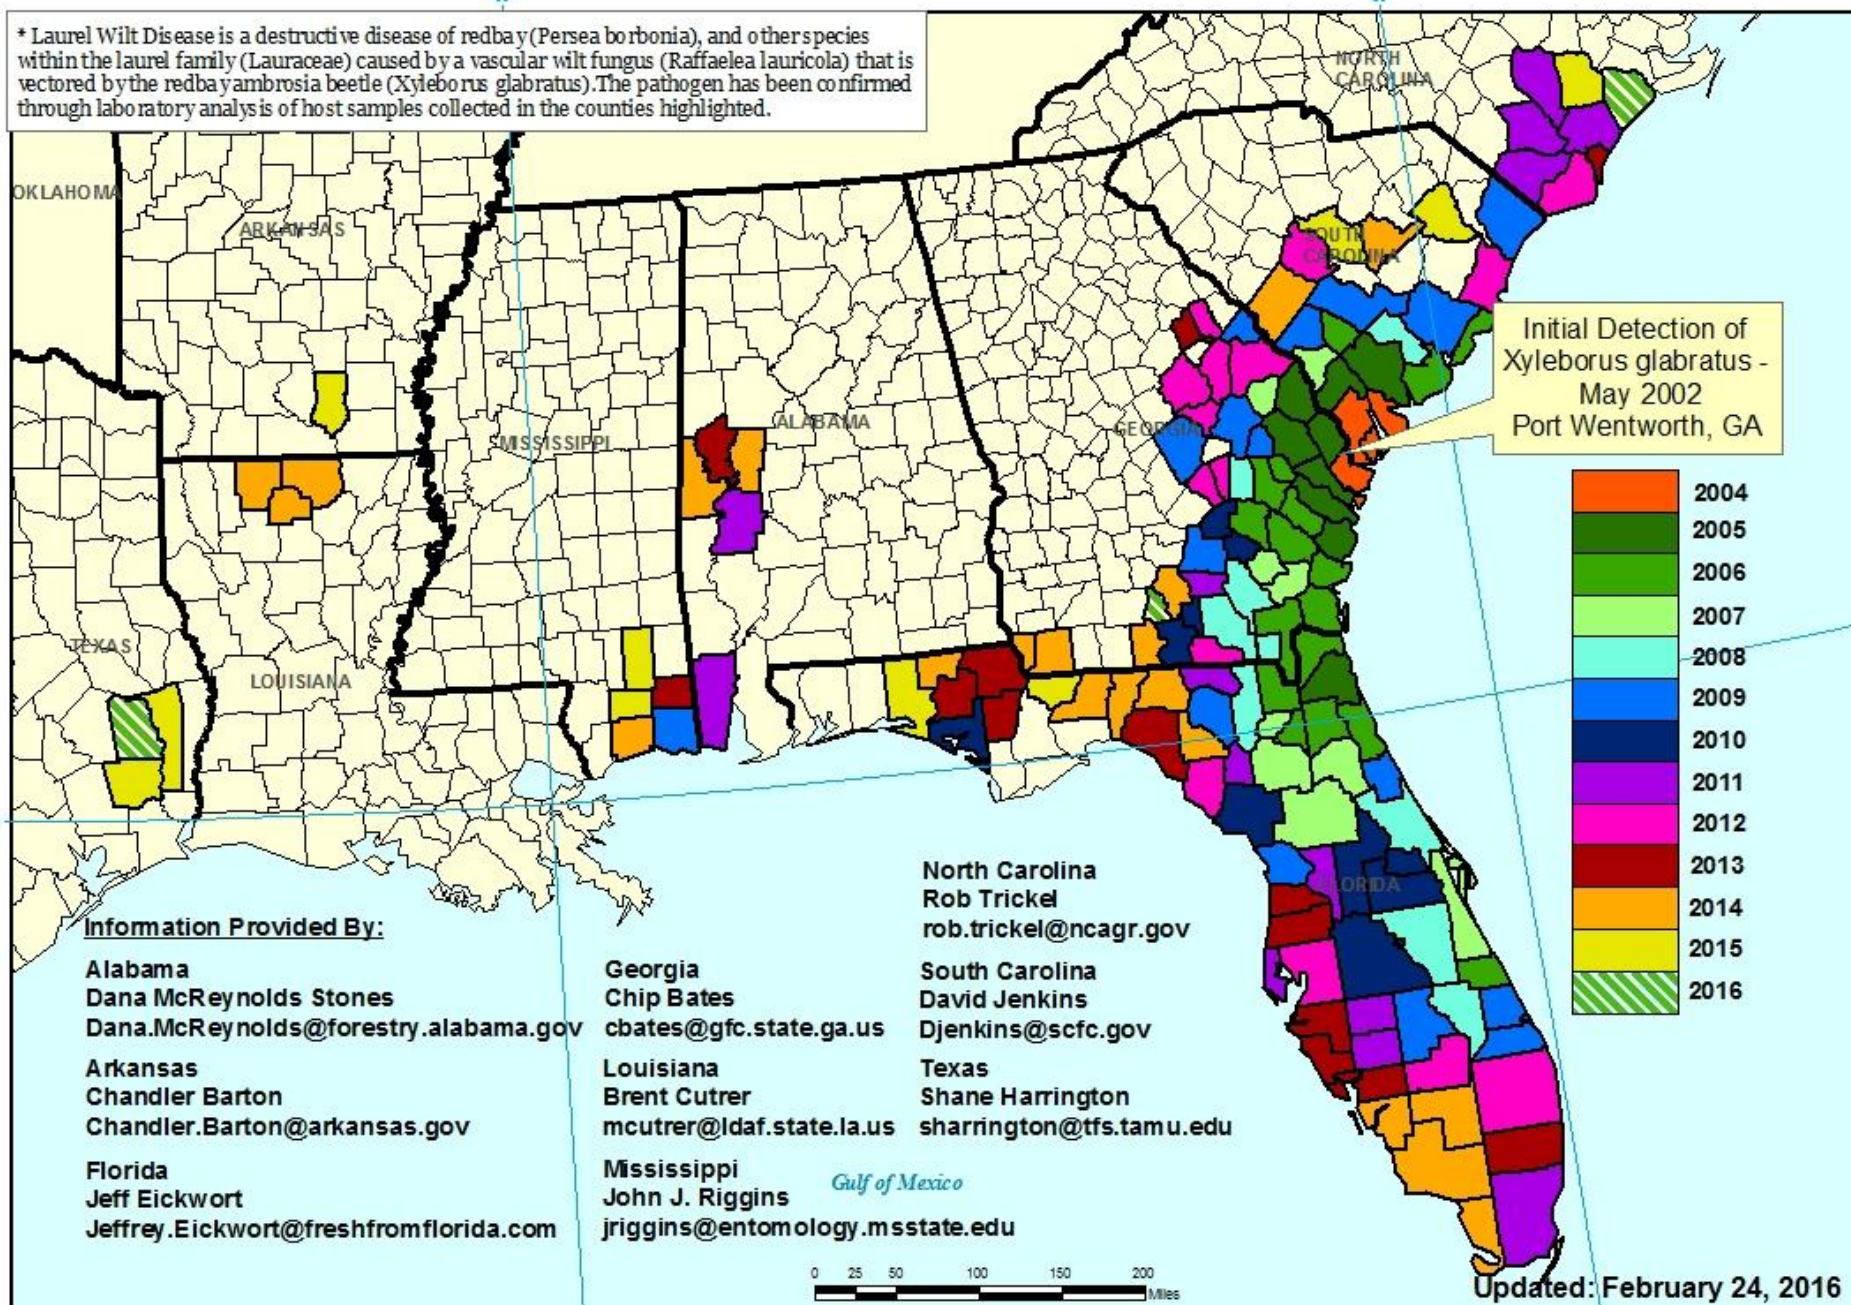 * Laurel Wilt Disease is a destructive disease of redbay (Persea borbonia), and other species
within the laurel family (Lauraceae) caused by a vascular wilt fungus (Raffaelea lauricola) that is
vectored by the redbay ambrosia beetle (Xyleborus glabratus). The pathogen has been confirmed
through laboratory analysis of host samples collected in the counties highlighted.
NORTH
CAROLINA
OKLAHOMA
ARKANSAS
SOUTH
CAROLINA
Initial Detection of
Xyleborus glabratus -
May 2002
Port Wentworth, GA
MISSISSIPPI
ALABAMA
GEORGIA
TEXAS
LOUISIANA
FLORIDA
2004
2005
2006
2007
2008
2009
2010
2011
2012
2013
2014
2015
2016
Information Provided By:
Alabama
Dana McReynolds Stones
Dana.McReynolds@forestry.alabama.gov
Arkansas
Chandler Barton
Chandler.Barton@arkansas.gov
Florida
Jeff Eickwort
Jeffrey.Eickwort@freshfromflorida.com
Georgia
Chip Bates
cbates@gfc.state.ga.us
Louisiana
Brent Cutrer
mcutrer@ldaf.state.la.us
Mississippi
John J. Riggins
jriggins@entomology.msstate.edu
North Carolina
Rob Trickel
rob.trickel@ncagr.gov
South Carolina
David Jenkins
Djenkins@scfc.gov
Texas
Shane Harrington
sharrington@tfs.tamu.edu
Gulf of Mexico
0 25 50 100 150 200
Miles
Updated: February 24, 2016